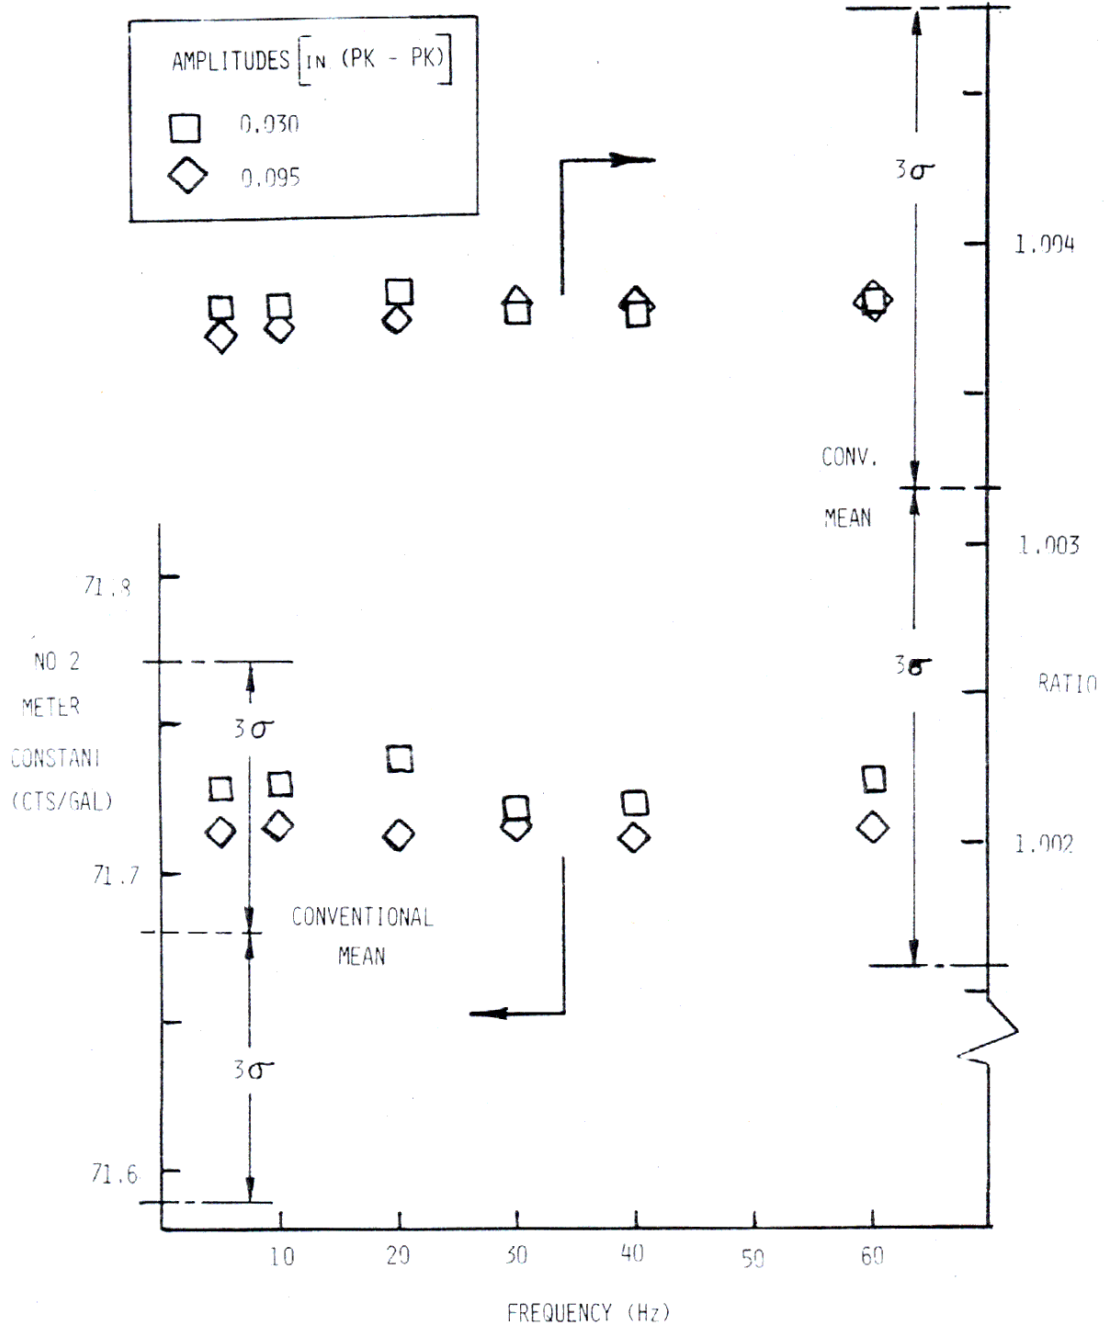 AMPLITUDES [IN (PK - PK)]
0.030
0.095
3σ
1.004
CONV.
MEAN
1.003
3σ
RATIO
1.002
71.8
NO 2
METER
CONSTANT
(CTS/GAL)
3σ
71.7
CONVENTIONAL
MEAN
3σ
71.6
10 20 30 40 50 60
FREQUENCY (Hz)